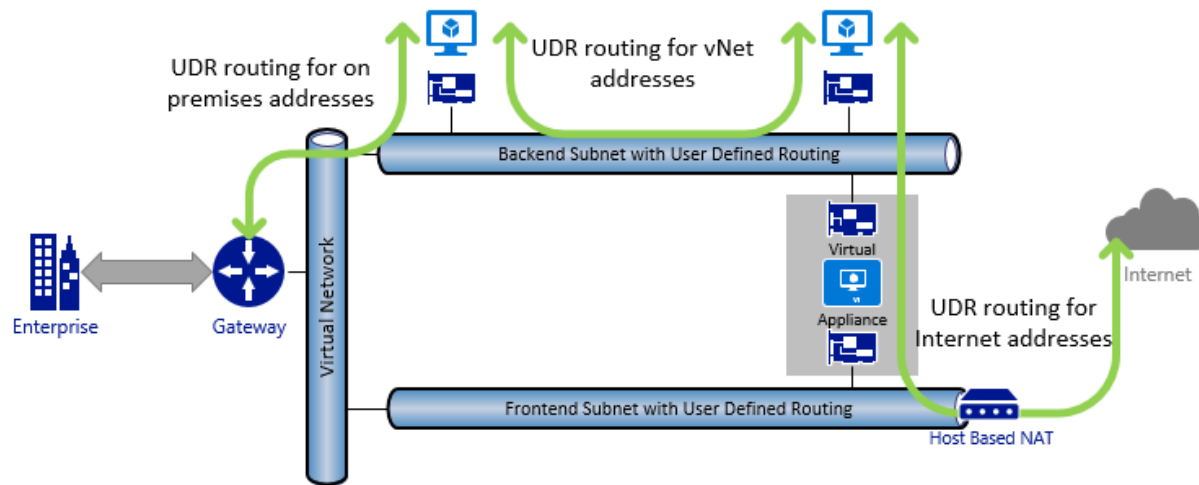 UDR routing for on
premises addresses
UDR routing for vNet
addresses
Backend Subnet with User Defined Routing
Virtual Network
Enterprise
Gateway
Virtual
Appliance
VI
UDR routing for
Internet addresses
Internet
Frontend Subnet with User Defined Routing
Host Based NAT